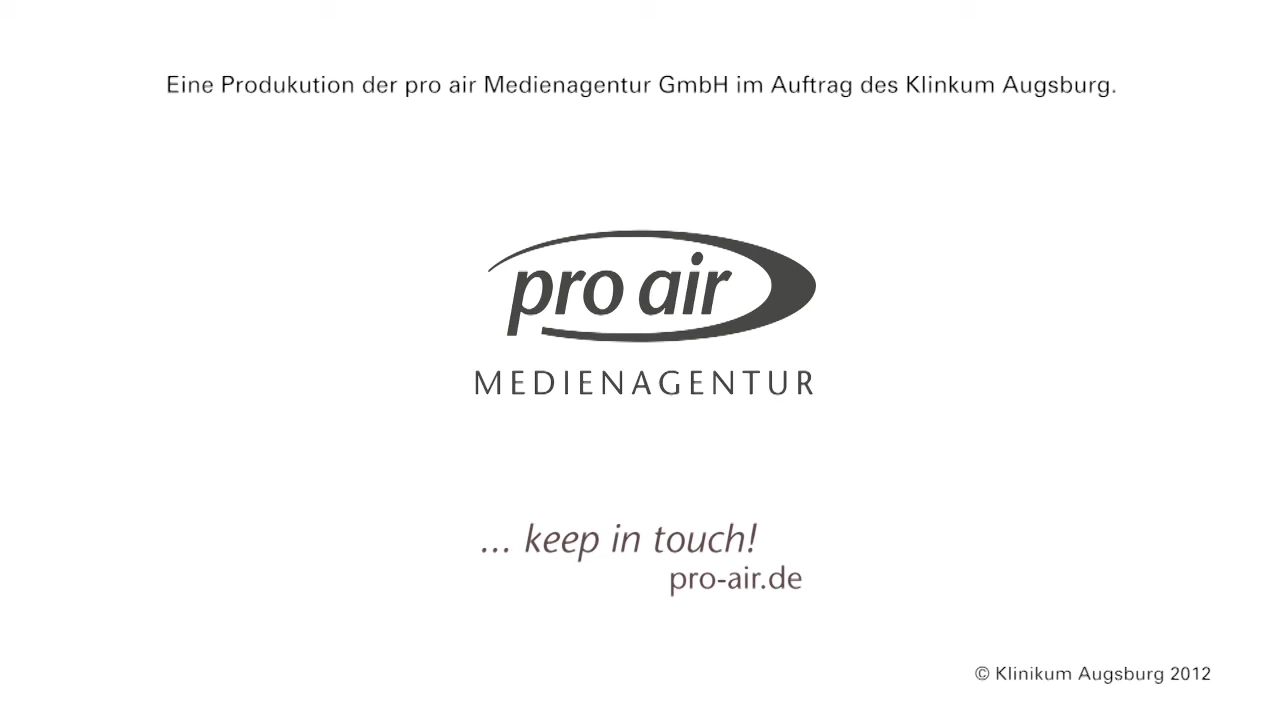 Eine Produkution der pro air Medienagentur GmbH im Auftrag des Klinkum Augsburg.
pro air
MEDIENAGENTUR
... keep in touch!
pro-air.de
© Klinikum Augsburg 2012